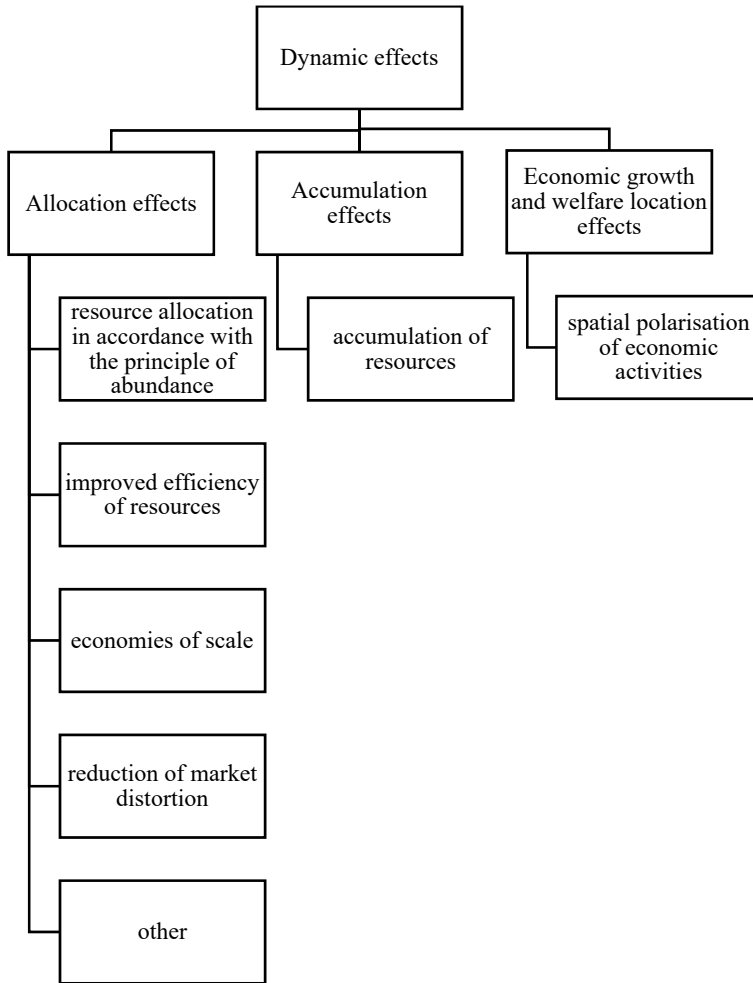 Dynamic effects
Allocation effects
Accumulation
effects
Economic growth
and welfare location
effects
resource allocation
in accordance with
the principle of
abundance
accumulation of
resources
spatial polarisation
of economic
activities
improved efficiency
of resources
economies of scale
reduction of market
distortion
other